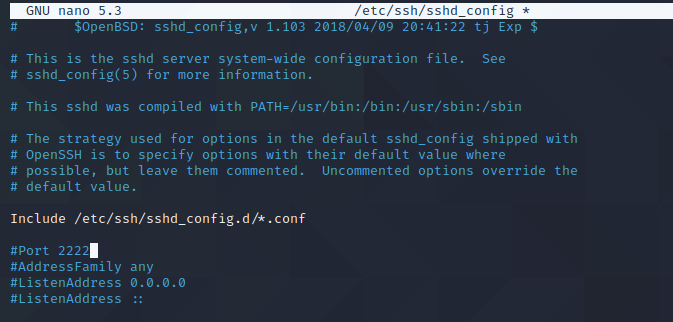 GNU nano 5.3 /etc/ssh/sshd_config *
# $OpenBSD: sshd_config,v 1.103 2018/04/09 20:41:22 tj Exp $
# This is the sshd server system-wide configuration file. See
# sshd_config(5) for more information.
# This sshd was compiled with PATH=/usr/bin:/bin:/usr/sbin:/sbin
# The strategy used for options in the default sshd_config shipped with
# OpenSSH is to specify options with their default value where
# possible, but leave them commented. Uncommented options override the
# default value.
Include /etc/ssh/sshd_config.d/*.conf
#Port 2222
#AddressFamily any
#ListenAddress 0.0.0.0
#ListenAddress ::